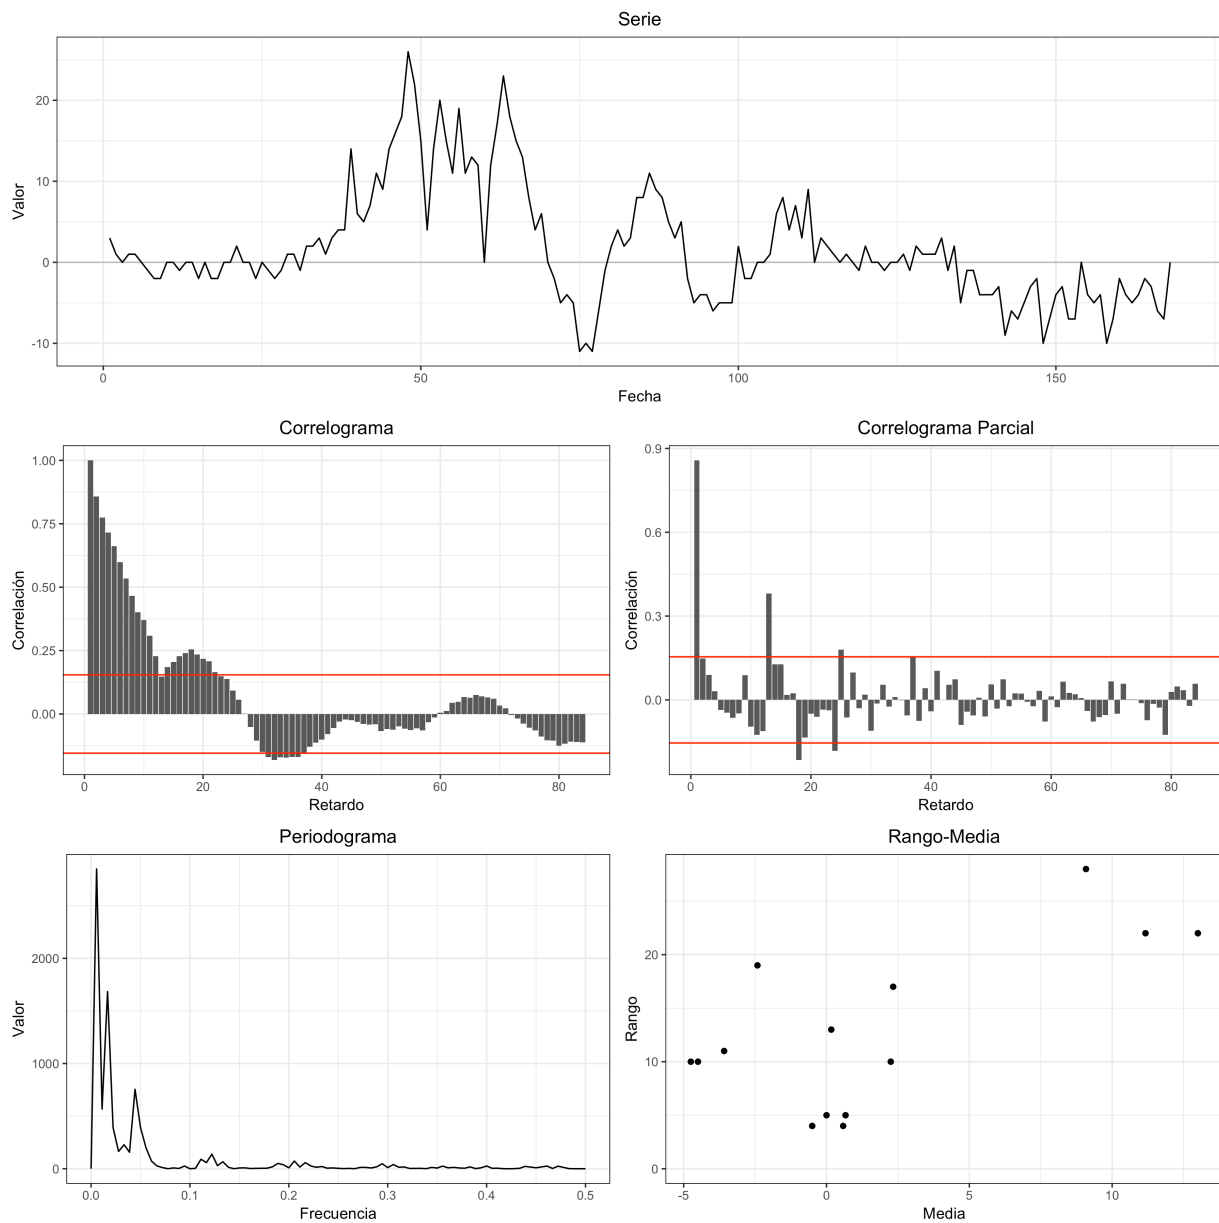 Serie
Valor
20
10
0
-10
0
50
100
150
Fecha
Correlograma
Correlación
1.00
0.75
0.50
0.25
0.00
0
20
40
60
80
Retardo
Correlograma Parcial
Correlación
0.9
0.6
0.3
0.0
0
20
40
60
80
Retardo
Periodograma
Valor
2000
1000
0
0.0
0.1
0.2
0.3
0.4
0.5
Frecuencia
Rango-Media
Rango
20
10
0
-5
0
5
10
Media